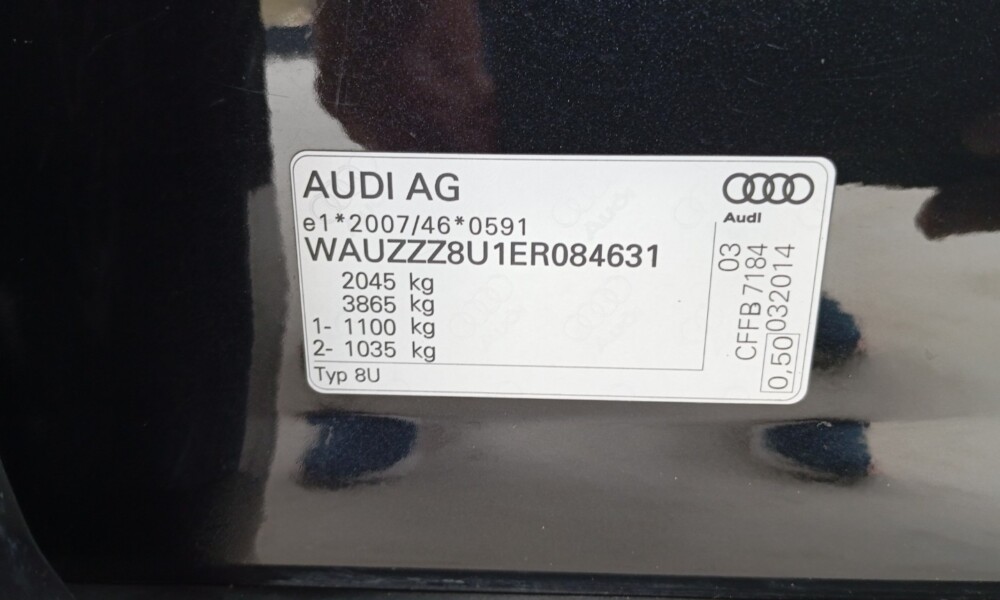 AUDI AG
e1*2007/46*0591
WAUZZZ8U1ER084631
2045 kg
3865 kg
1- 1100 kg
2- 1035 kg
Typ 8U
Audi
03
CFFB 7184
0,50 032014